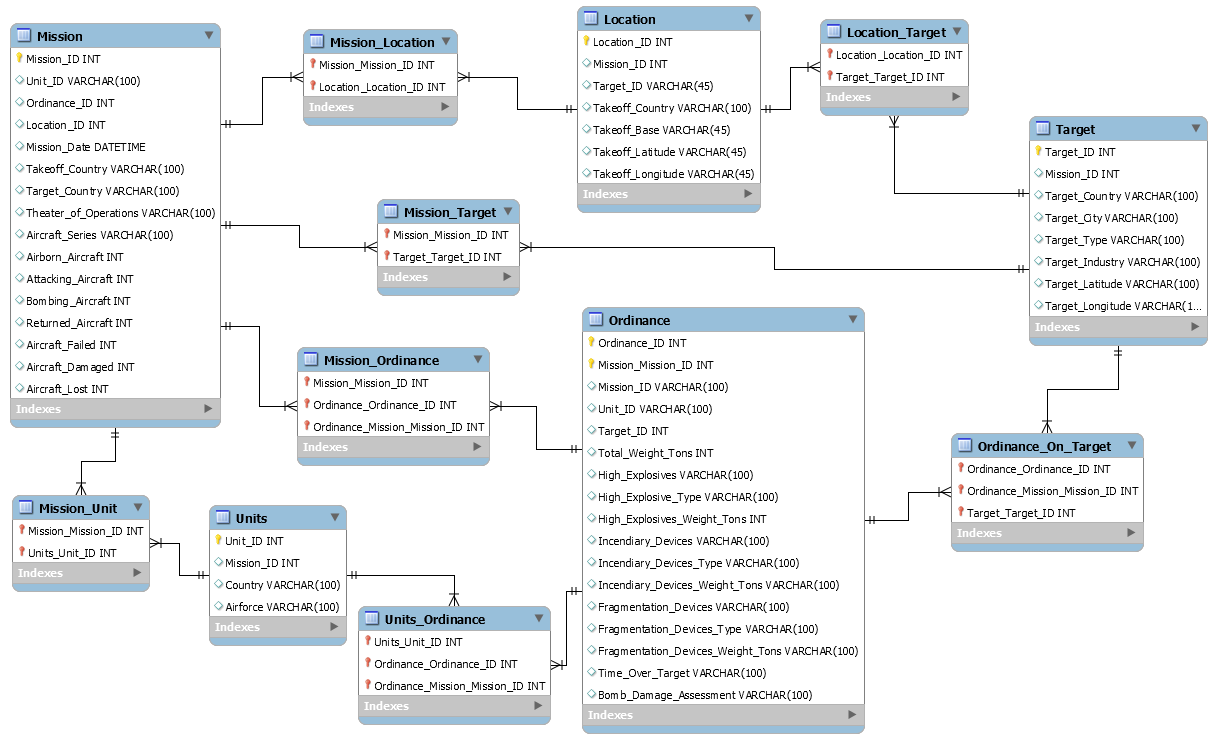 Mission
Mission_ID INT
Unit_ID VARCHAR(100)
Ordinance_ID INT
Location_ID INT
Mission_Date DATETIME
Takeoff_Country VARCHAR(100)
Target_Country VARCHAR(100)
Theater_of_Operations VARCHAR(100)
Aircraft_Series VARCHAR(100)
Airborn_Aircraft INT
Attacking_Aircraft INT
Bombing_Aircraft INT
Returned_Aircraft INT
Aircraft_Failed INT
Aircraft_Damaged INT
Aircraft_Lost INT
Indexes
Mission_Location
Mission_Mission_ID INT
Location_Location_ID INT
Indexes
Location
Location_ID INT
Mission_ID INT
Target_ID VARCHAR(45)
Takeoff_Country VARCHAR(100)
Takeoff_Base VARCHAR(45)
Takeoff_Latitude VARCHAR(45)
Takeoff_Longitude VARCHAR(45)
Indexes
Location_Target
Location_Location_ID INT
Target_Target_ID INT
Indexes
Target
Target_ID INT
Mission_ID INT
Target_Country VARCHAR(100)
Target_City VARCHAR(100)
Target_Type VARCHAR(100)
Target_Industry VARCHAR(100)
Target_Latitude VARCHAR(100)
Target_Longitude VARCHAR(1...
Indexes
Mission_Target
Mission_Mission_ID INT
Target_Target_ID INT
Indexes
Mission_Ordinance
Mission_Mission_ID INT
Ordinance_Ordinance_ID INT
Ordinance_Mission_Mission_ID INT
Indexes
Ordinance
Ordinance_ID INT
Mission_Mission_ID INT
Mission_ID VARCHAR(100)
Unit_ID VARCHAR(100)
Target_ID INT
Total_Weight_Tons INT
High_Explosives VARCHAR(100)
High_Explosive_Type VARCHAR(100)
High_Explosives_Weight_Tons INT
Incendiary_Devices VARCHAR(100)
Incendiary_Devices_Type VARCHAR(100)
Incendiary_Devices_Weight_Tons VARCHAR(100)
Fragmentation_Devices VARCHAR(100)
Fragmentation_Devices_Type VARCHAR(100)
Fragmentation_Devices_Weight_Tons VARCHAR(100)
Time_Over_Target VARCHAR(100)
Bomb_Damage_Assessment VARCHAR(100)
Indexes
Ordinance_On_Target
Ordinance_Ordinance_ID INT
Ordinance_Mission_Mission_ID INT
Target_Target_ID INT
Indexes
Mission_Unit
Mission_Mission_ID INT
Units_Unit_ID INT
Indexes
Units
Unit_ID INT
Mission_ID INT
Country VARCHAR(100)
Airforce VARCHAR(100)
Indexes
Units_Ordinance
Units_Unit_ID INT
Ordinance_Ordinance_ID INT
Ordinance_Mission_Mission_ID INT
Indexes